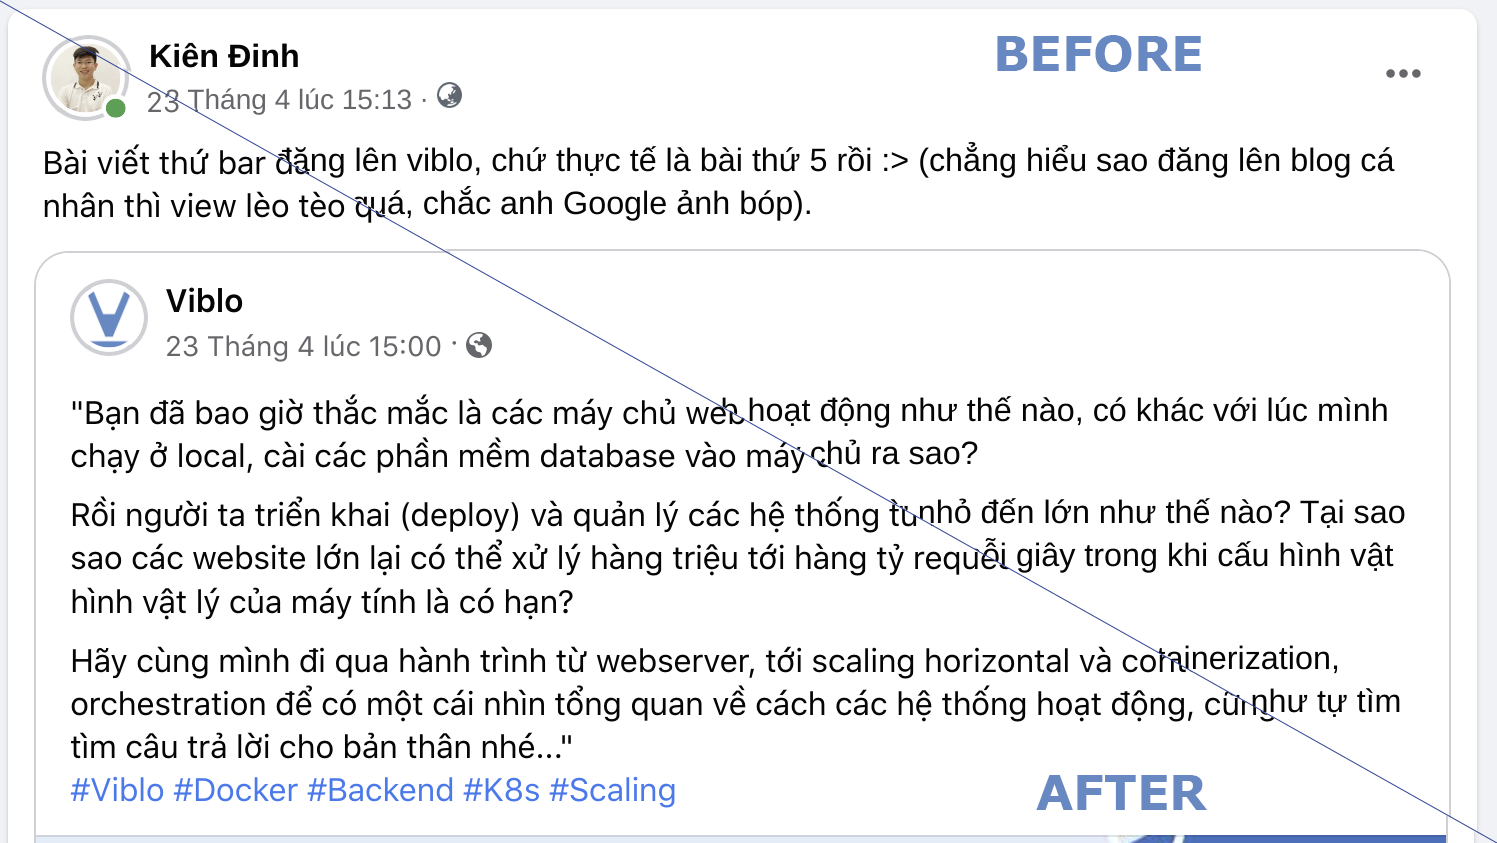 Kiên Đinh
BEFORE
23 Tháng 4 lúc 15:13 ·
Bài viết thứ bar đăng lên viblo, chứ thực tế là bài thứ 5 rồi :> (chẳng hiểu sao đăng lên blog cá
nhân thì view lèo tèo quá, chắc anh Google ảnh bóp).
Viblo
23 Tháng 4 lúc 15:00 ·
"Bạn đã bao giờ thắc mắc là các máy chủ web hoạt động như thế nào, có khác với lúc mình
chạy ở local, cài các phần mềm database vào máy chủ ra sao?
Rồi người ta triển khai (deploy) và quản lý các hệ thống nhỏ đến lớn như thế nào? Tại sao
sao các website lớn lại có thể xử lý hàng triệu tới hàng tỷ giây trong khi cấu hình vật
hình vật lý của máy tính là có hạn?
Hãy cùng mình đi qua hành trình từ webserver, tới scaling horizontal và containerization,
orchestration để có một cái nhìn tổng quan về cách các hệ thống hoạt động, như tự tìm
tìm câu trả lời cho bản thân nhé..."
#Viblo #Docker #Backend #K8s #Scaling
AFTER